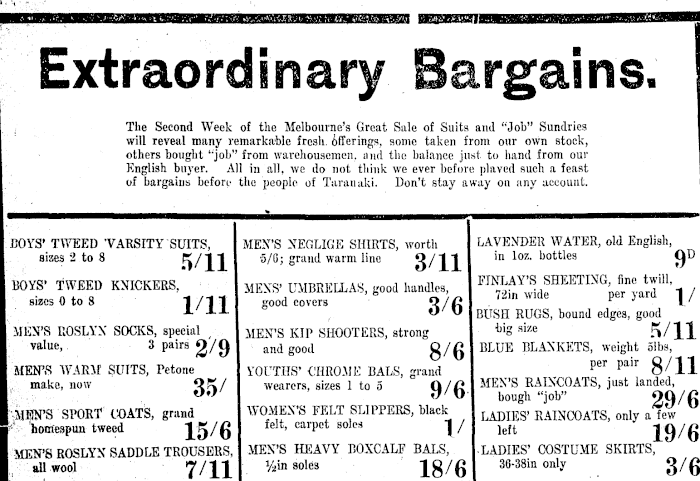 Extraordinary Bargains.
The Second Week of the Melbourne's Great Sale of Suits and "Job" Sundries
will reveal many remarkable fresh offerings, some taken from our own stock,
others bought "job" from warehousemen, and the balance just to hand from our
English buyer. All in all, we do not think we ever before played such a feast
of bargains before the people of Taranaki. Don't stay away on any account.
BOYS' TWEED VARSITY SUITS,
sizes 2 to 8 5/11
BOYS' TWEED KNICKERS,
sizes 0 to 8 1/11
MEN'S ROSLYN SOCKS, special
value, 3 pairs 2/9
MEN'S WARM SUITS, Petone
make, now 35/
MEN'S SPORT COATS, grand
homespun tweed 15/6
MEN'S ROSLYN SADDLE TROUSERS,
all wool 7/11
MEN'S NEGLIGE SHIRTS, worth
5/6; grand warm line 3/11
MENS' UMBRELLAS, good handles,
good covers 3/6
MEN'S KIP SHOOTERS, strong
and good 8/6
YOUTHS' CHROME BALS, grand
wearers, sizes 1 to 5 9/6
WOMEN'S FELT SLIPPERS, black
felt, carpet soles 1/
MEN'S HEAVY BOXCALF BALS,
½in soles 18/6
LAVENDER WATER, old English,
in 1oz. bottles 9D
FINLAY'S SHEETING, fine twill,
72in wide per yard 1/
BUSH RUGS, bound edges, good
big size 5/11
BLUE BLANKETS, weight 5lbs,
per pair 8/11
MEN'S RAINCOATS, just landed,
bough "job" 29/6
LADIES' RAINCOATS, only a few
left 19/6
LADIES' COSTUME SKIRTS,
36-38in only 3/6